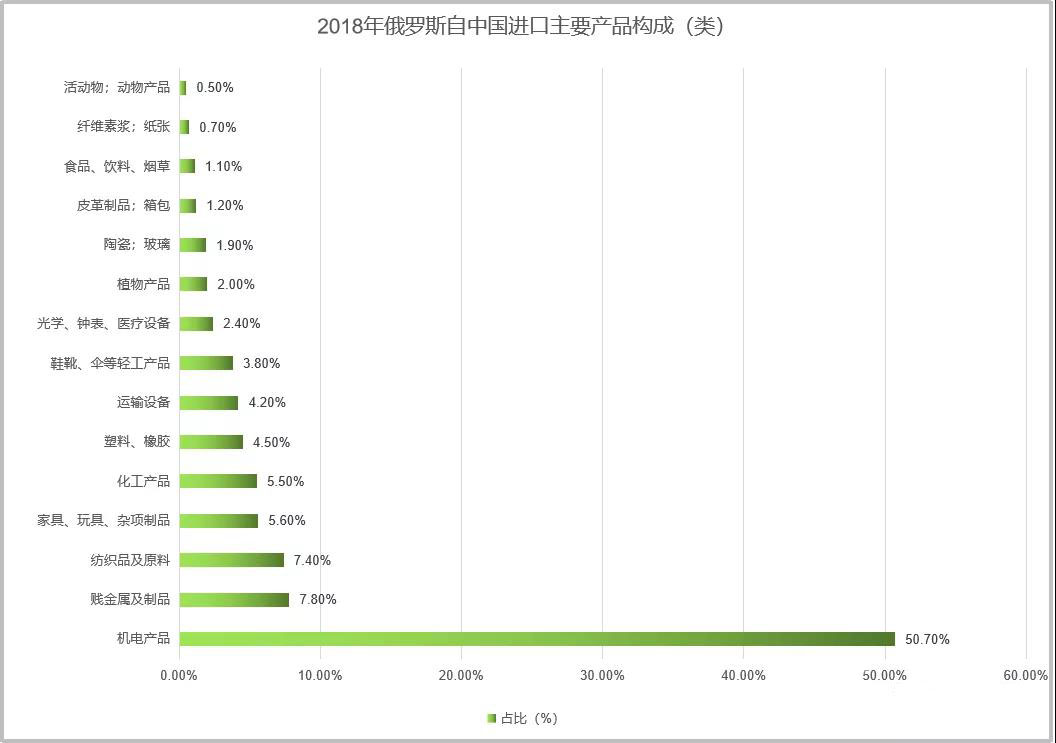 2018年俄罗斯自中国进口主要产品构成（类）
活动物；动物产品 0.50%
纤维素浆；纸张 0.70%
食品、饮料、烟草 1.10%
皮革制品；箱包 1.20%
陶瓷；玻璃 1.90%
植物产品 2.00%
光学、钟表、医疗设备 2.40%
鞋靴、伞等轻工产品 3.80%
运输设备 4.20%
塑料、橡胶 4.50%
化工产品 5.50%
家具、玩具、杂项制品 5.60%
纺织品及原料 7.40%
贱金属及制品 7.80%
机电产品 50.70%
0.00% 10.00% 20.00% 30.00% 40.00% 50.00% 60.00%
占比（%）